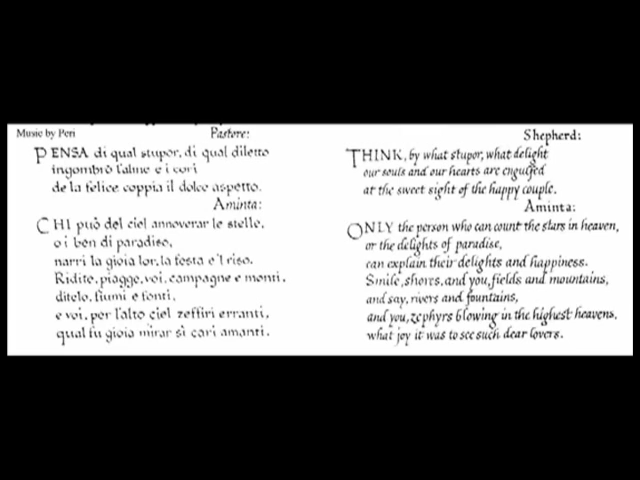 Music by Peri
Pastore:
PENSA di qual stupor, di qual diletto
ingombrò l'alme e i cori
de la felice coppia il dolce aspetto.
Aminta:
CHI può del ciel annoverar le stelle,
o i ben di paradiso,
narri la gioia lor, la festa e'l riso.
Ridite, piagge, voi, campagne e monti,
ditelo, fiumi e fonti,
e voi, per l'alto ciel zeffiri erranti,
qual fu gioia mirar sì cari amanti.
Shepherd:
THINK, by what stupor, what delight
our souls and our hearts are engulfed
at the sweet sight of the happy couple.
Aminta:
ONLY the person who can count the stars in heaven,
or the delights of paradise,
can explain their delights and happiness.
Smile, shores, and you, fields and mountains,
and say, rivers and fountains,
and you, zephyrs blowing in the highest heavens,
what joy it was to see such dear lovers.